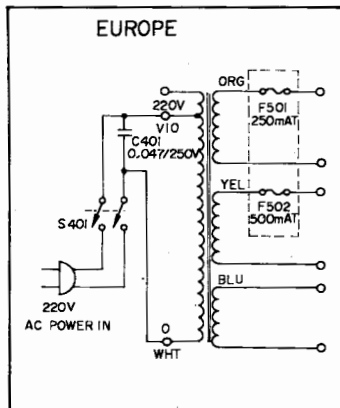 EUROPE
ORG
220V
VIO
F501
250mAT
C401
0.047/250V
YEL
F502
500mAT
S401
BLU
220V
AC POWER IN
0
WHT